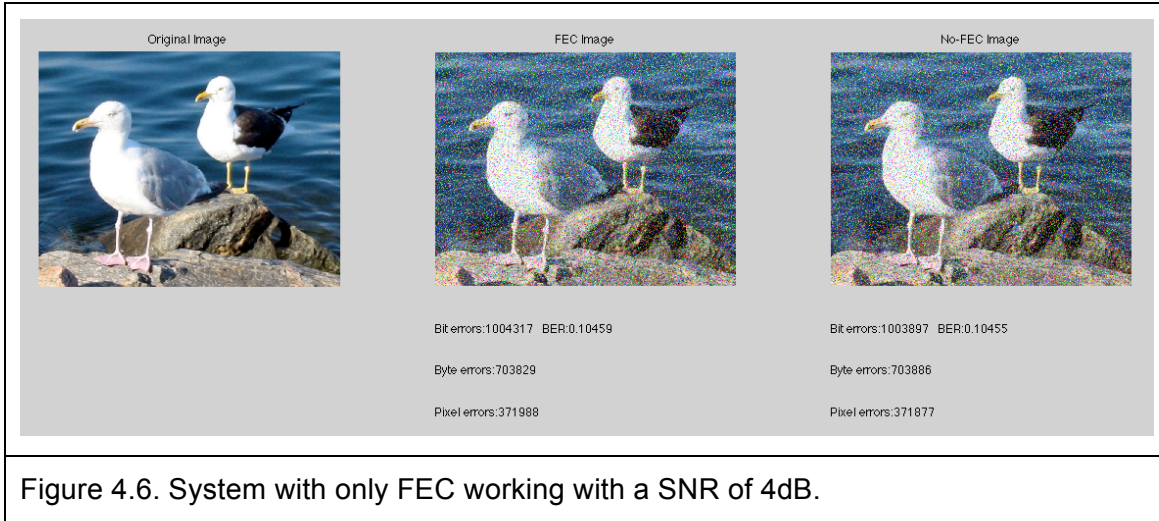 Original Image
FEC Image
No-FEC Image
Bit errors:1004317 BER:0.10459
Bit errors:1003897 BER:0.10455
Byte errors:703829
Byte errors:703886
Pixel errors:371988
Pixel errors:371877
Figure 4.6. System with only FEC working with a SNR of 4dB.